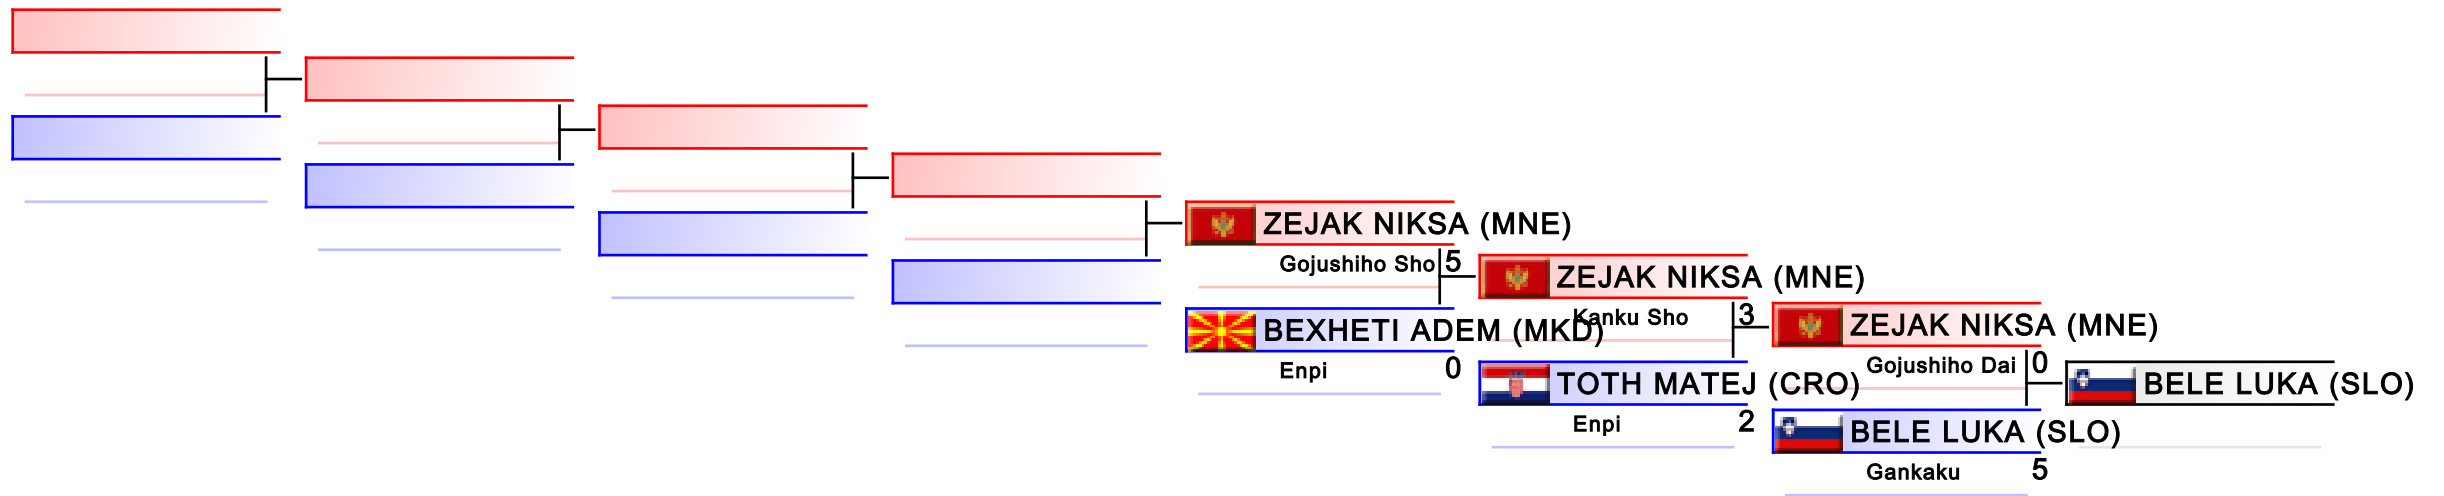 ZEJAK NIKSA (MNE)
Gojushiho Sho 5
BEXHETI ADEM (MKD)
Enpi 0
ZEJAK NIKSA (MNE)
Kanku Sho 3
TOTH MATEJ (CRO)
Enpi 2
ZEJAK NIKSA (MNE)
Gojushiho Dai 0
BELE LUKA (SLO)
Gankaku 5
BELE LUKA (SLO)